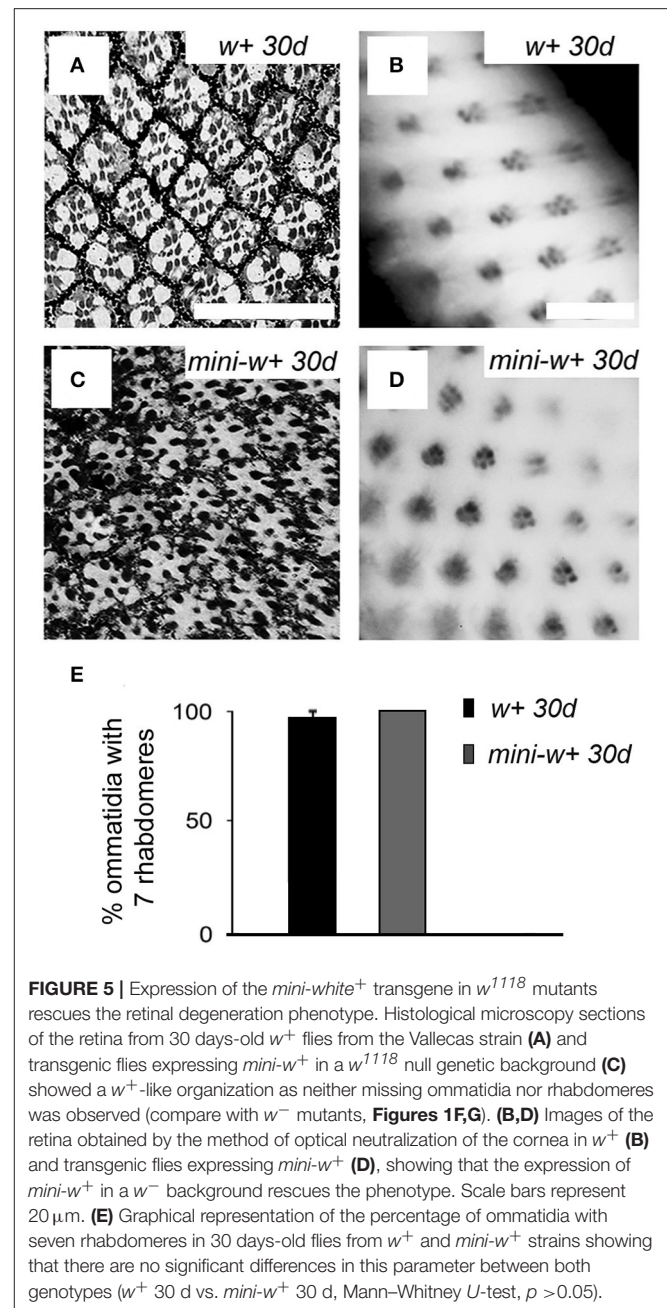 w+ 30d
A
w+ 30d
B
mini-w+ 30d
C
mini-w+ 30d
D
E
% ommatidia with
7 rhabdomeres
100
50
0
w+ 30d
mini-w+ 30d
FIGURE 5 | Expression of the mini-white⁺ transgene in w¹¹¹⁸ mutants
rescues the retinal degeneration phenotype. Histological microscopy sections
of the retina from 30 days-old w⁺ flies from the Vallecas strain (A) and
transgenic flies expressing mini-w⁺ in a w¹¹¹⁸ null genetic background (C)
showed a w⁺-like organization as neither missing ommatidia nor rhabdomeres
was observed (compare with w⁻ mutants, Figures 1F,G). (B,D) Images of the
retina obtained by the method of optical neutralization of the cornea in w⁺ (B)
and transgenic flies expressing mini-w⁺ (D), showing that the expression of
mini-w⁺ in a w⁻ background rescues the phenotype. Scale bars represent
20 μm. (E) Graphical representation of the percentage of ommatidia with
seven rhabdomeres in 30 days-old flies from w⁺ and mini-w⁺ strains showing
that there are no significant differences in this parameter between both
genotypes (w⁺ 30 d vs. mini-w⁺ 30 d, Mann–Whitney U-test, p >0.05).